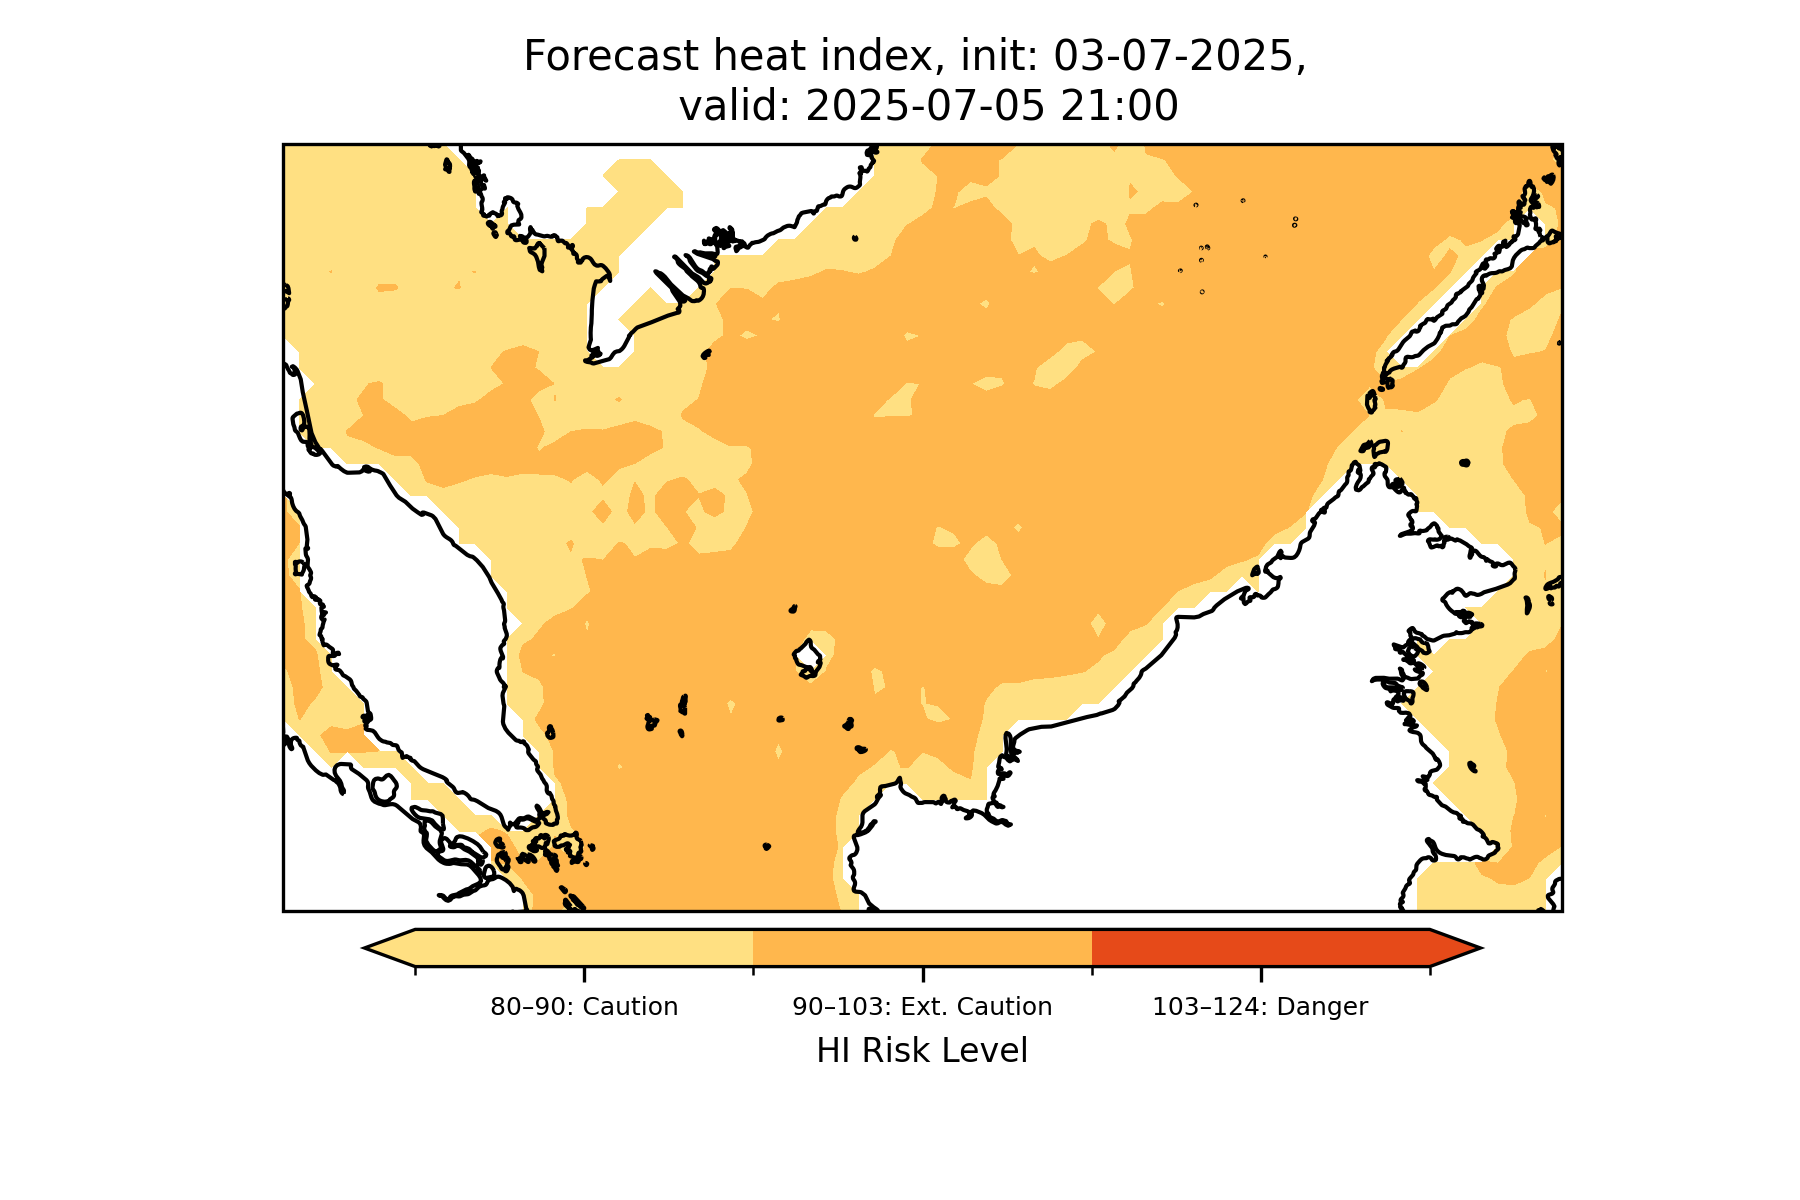 Forecast heat index, init: 03-07-2025,
valid: 2025-07-05 21:00
80–90: Caution
90–103: Ext. Caution
103–124: Danger
HI Risk Level